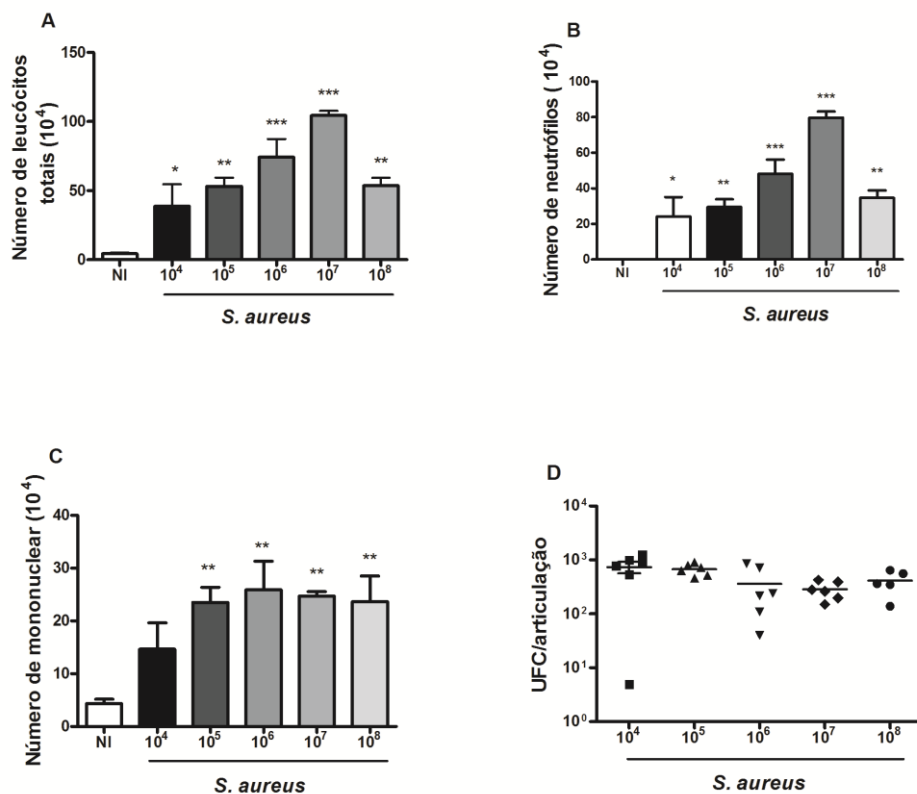 A
Número de leucócitos
totais (10⁴)
150
100
50
0
*
**
***
***
**
NI 10⁴ 10⁵ 10⁶ 10⁷ 10⁸
S. aureus
B
Número de neutrófilos ( 10⁴)
100
80
60
40
20
0
*
**
***
***
**
NI 10⁴ 10⁵ 10⁶ 10⁷ 10⁸
S. aureus
C
Número de mononuclear (10⁴)
40
30
20
10
0
**
**
**
**
NI 10⁴ 10⁵ 10⁶ 10⁷ 10⁸
S. aureus
D
UFC/articulação
10⁴
10³
10²
10¹
10⁰
10⁴ 10⁵ 10⁶ 10⁷ 10⁸
S. aureus